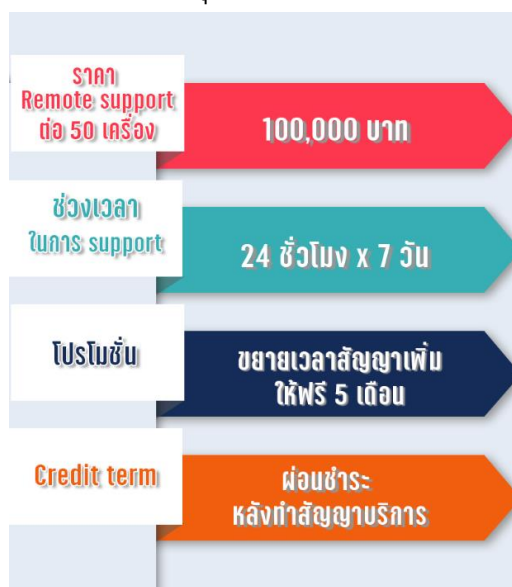 ราคา
Remote support
ต่อ 50 เครื่อง
100,000 บาท
ช่วงเวลา
ในการ support
24 ชั่วโมง x 7 วัน
โปรโมชั่น
ขยายเวลาสัญญาเพิ่ม
ให้ฟรี 5 เดือน
Credit term
ผ่อนชำระ
หลังทำสัญญาบริการ